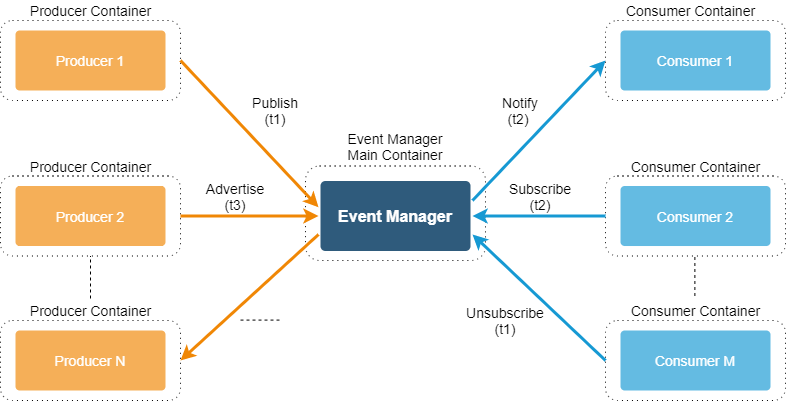 Producer Container
Producer 1
Consumer Container
Consumer 1
Publish
(t1)
Notify
(t2)
Event Manager
Main Container
Event Manager
Producer Container
Producer 2
Advertise
(t3)
Subscribe
(t2)
Consumer Container
Consumer 2
Producer Container
Producer N
Unsubscribe
(t1)
Consumer Container
Consumer M